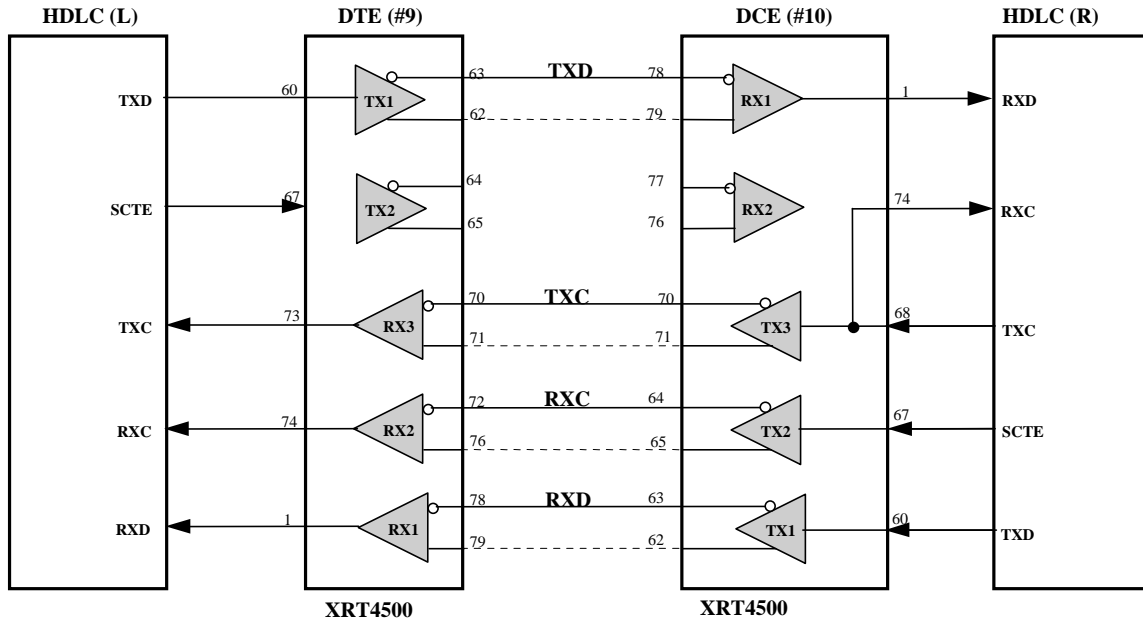 HDLC (L) DTE (#9) DCE (#10) HDLC (R)
63 TXD 78
TXD 60 TX1 RX1 1 RXD
62 79
64 77
SCTE 67 TX2 RX2 74 RXC
65 76
70 TXC 70
TXC 73 RX3 TX3 68 TXC
71 71
72 RXC 64
RXC 74 RX2 TX2 67 SCTE
76 65
78 RXD 63
RXD 1 RX1 TX1 60 TXD
79 62
XRT4500 XRT4500